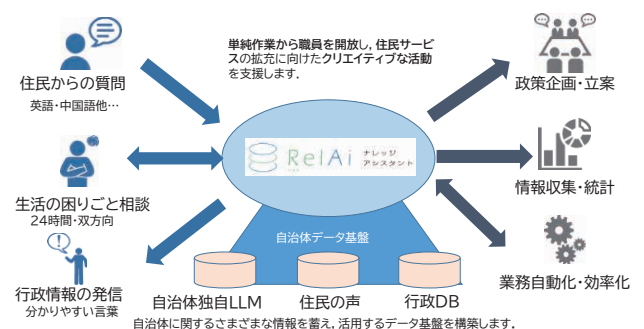 単純作業から職員を開放し, 住民サービ
スの拡充に向けたクリエイティブな活動
を支援します。
住民からの質問
英語・中国語他…
生活の困りごと相談
24時間・双方向
行政情報の発信
分かりやすい言葉
RelAi ナレッジ
アシスタント
政策企画・立案
情報収集・統計
業務自動化・効率化
自治体データ基盤
自治体独自LLM
住民の声
行政DB
自治体に関するさまざまな情報を蓄え, 活用するデータ基盤を構築します。